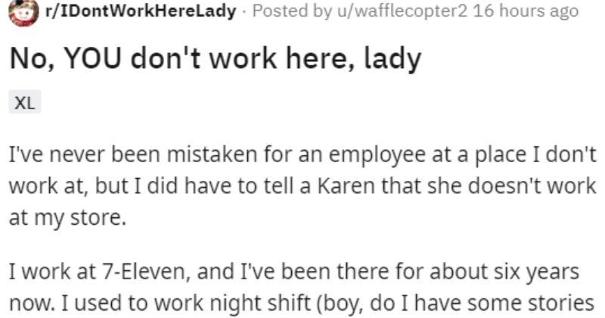 r/IDontWorkHereLady · Posted by u/wafflecopter2 16 hours ago
No, YOU don't work here, lady
XL
I've never been mistaken for an employee at a place I don't
work at, but I did have to tell a Karen that she doesn't work
at my store.
I work at 7-Eleven, and I've been there for about six years
now. I used to work night shift (boy, do I have some stories